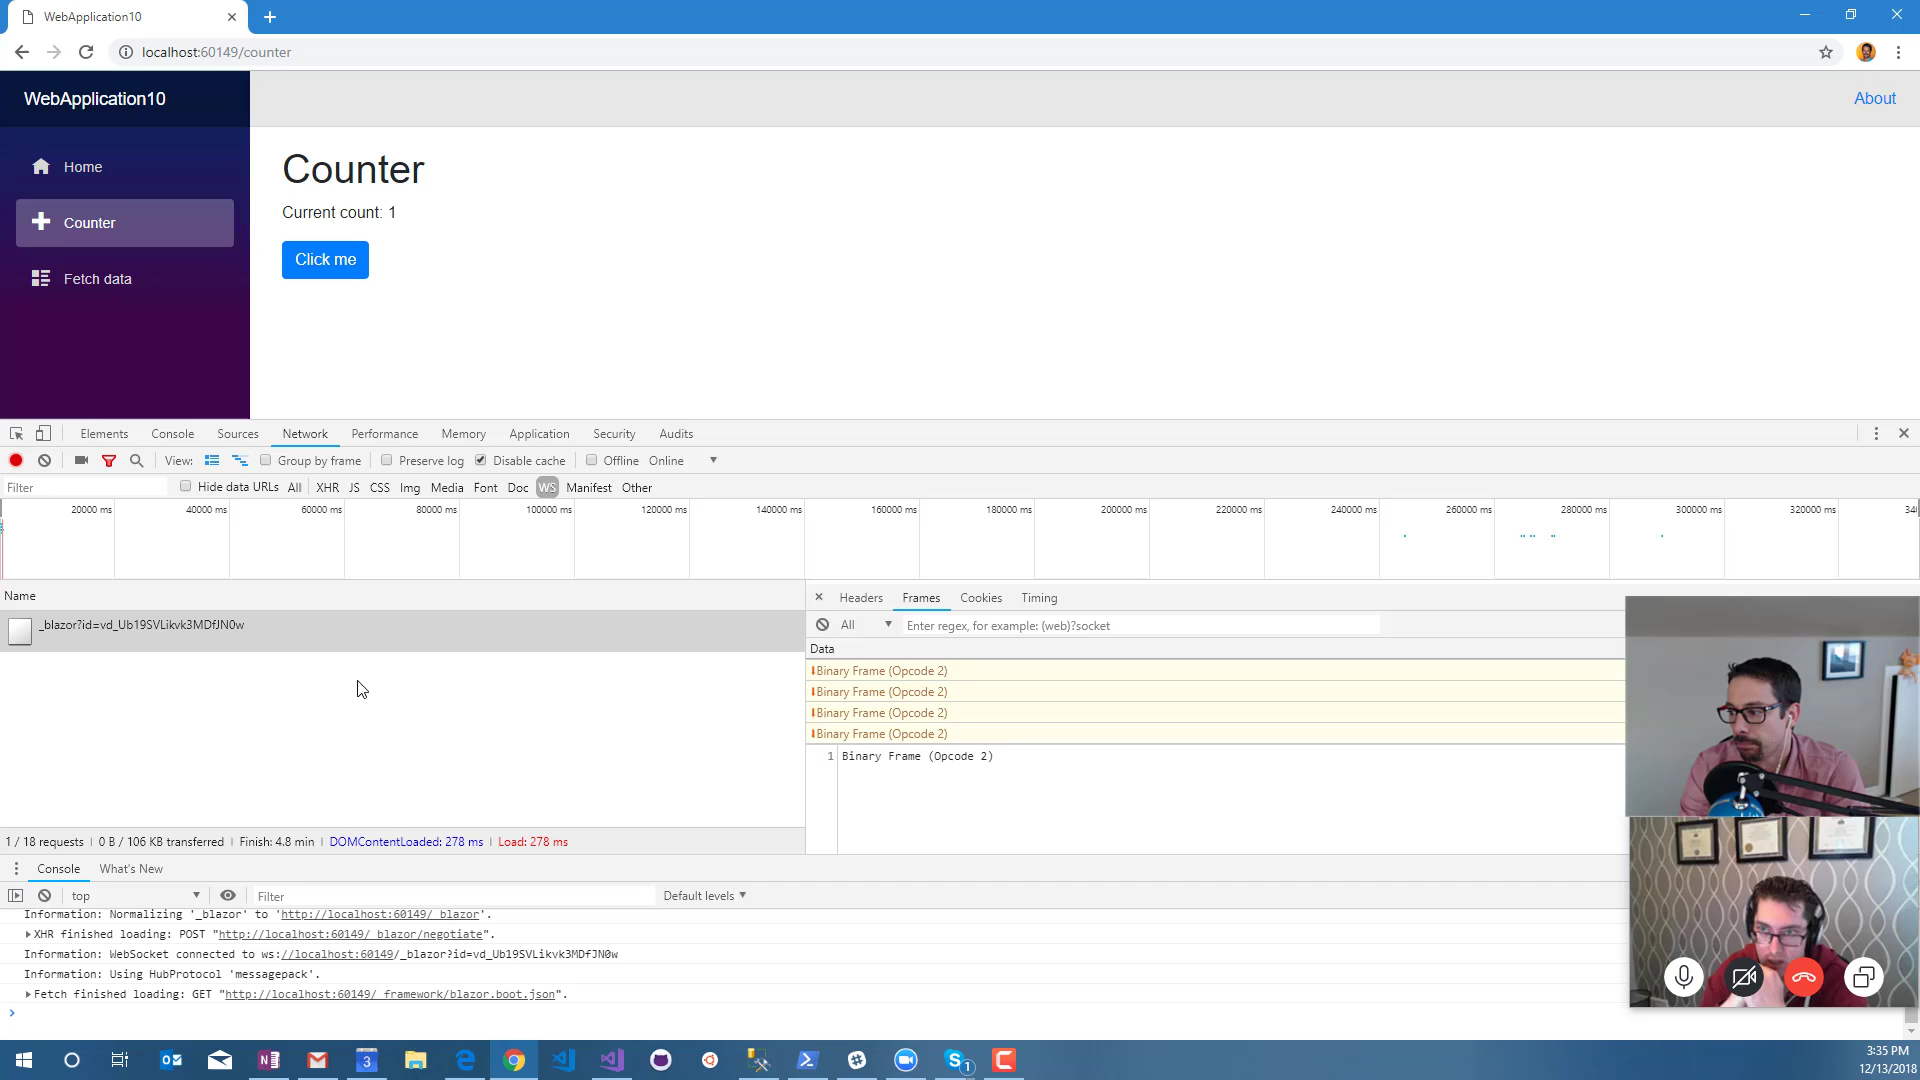 WebApplication10
localhost:60149/counter
WebApplication10
About
Home
Counter
Fetch data
Counter
Current count: 1
Click me
Elements Console Sources Network Performance Memory Application Security Audits
View: Group by frame Preserve log Disable cache Offline Online
Filter Hide data URLs All XHR JS CSS Img Media Font Doc WS Manifest Other
20000 ms 40000 ms 60000 ms 80000 ms 100000 ms 120000 ms 140000 ms 160000 ms 180000 ms 200000 ms 220000 ms 240000 ms 260000 ms 280000 ms 300000 ms 320000 ms
Name
_blazor?id=vd_Ub19SVLikvk3MDfJN0w
Headers Frames Cookies Timing
All Enter regex, for example: (web)?socket
Data
Binary Frame (Opcode 2)
Binary Frame (Opcode 2)
Binary Frame (Opcode 2)
Binary Frame (Opcode 2)
1 Binary Frame (Opcode 2)
1 / 18 requests | 0 B / 106 KB transferred | Finish: 4.8 min | DOMContentLoaded: 278 ms | Load: 278 ms
Console What's New
top Filter Default levels
Information: Normalizing '_blazor' to 'http://localhost:60149/_blazor'.
XHR finished loading: POST "http://localhost:60149/_blazor/negotiate".
Information: WebSocket connected to ws://localhost:60149/_blazor?id=vd_Ub19SVLikvk3MDfJN0w
Information: Using HubProtocol 'messagepack'.
Fetch finished loading: GET "http://localhost:60149/_framework/blazor.boot.json".
3:35 PM
12/13/2018